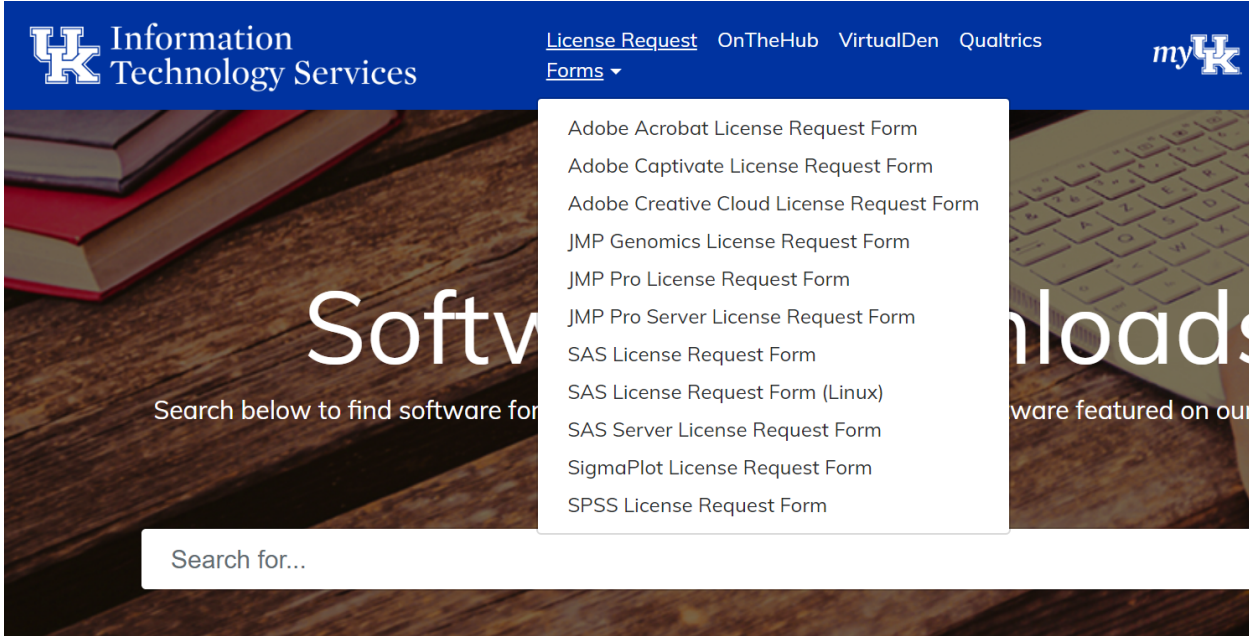 UK Information
Technology Services
License Request Forms OnTheHub VirtualDen Qualtrics
myUK
Adobe Acrobat License Request Form
Adobe Captivate License Request Form
Adobe Creative Cloud License Request Form
JMP Genomics License Request Form
JMP Pro License Request Form
JMP Pro Server License Request Form
SAS License Request Form
SAS License Request Form (Linux)
SAS Server License Request Form
SigmaPlot License Request Form
SPSS License Request Form
Search below to find software for
ware featured on our
Search for...